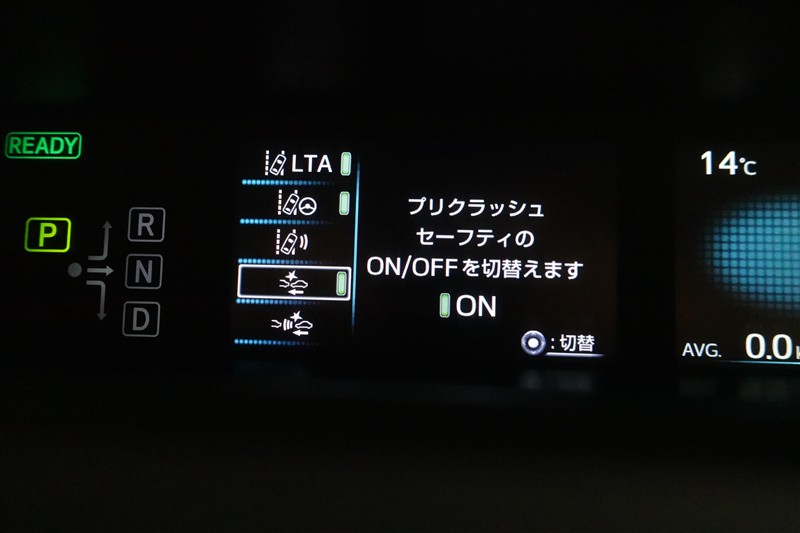 READY
P
R
N
D
LTA
プリクラッシュ
セーフティの
ON/OFFを切替えます
ON
:切替
14℃
AVG. 0.0